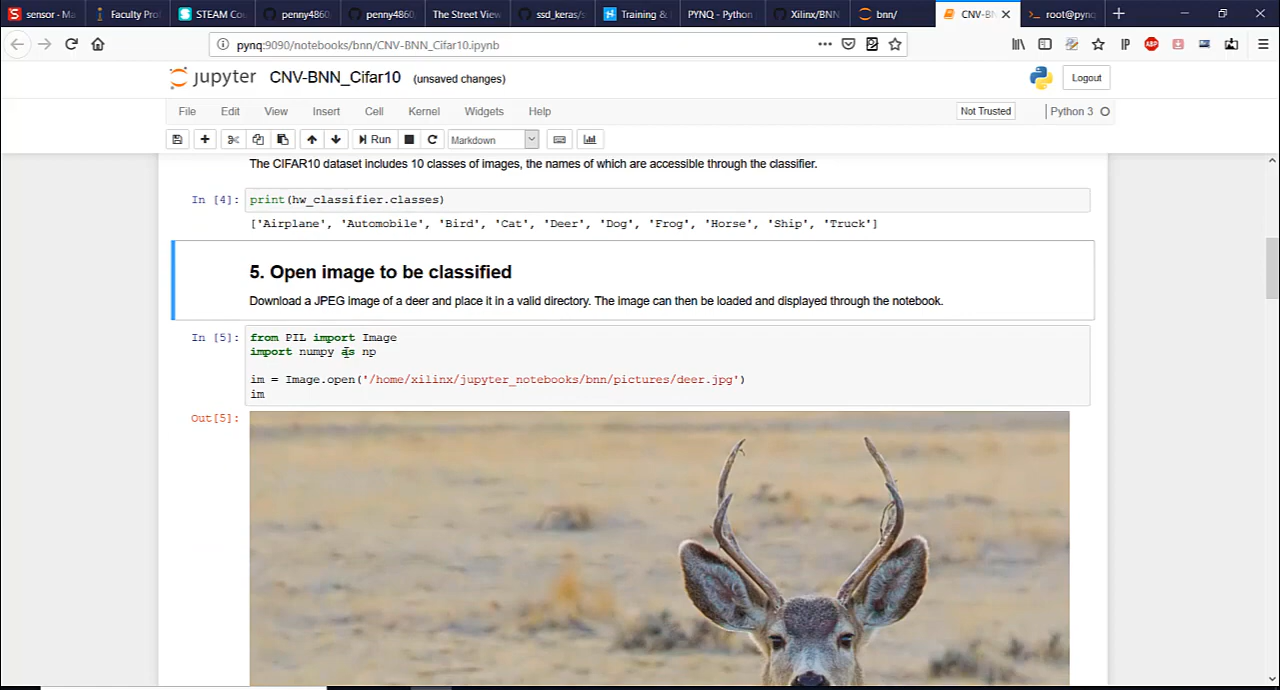 sensor - Ma
Faculty Pro
STEAM Cou
penny4860
penny4860
The Street View
ssd_keras/s
Training &
PYNQ - Python
Xilinx/BNN
bnn/
CNV-BN
root@pynq
pynq:9090/notebooks/bnn/CNV-BNN_Cifar10.ipynb
IP
ABP
jupyter CNV-BNN_Cifar10 (unsaved changes)
Logout
File Edit View Insert Cell Kernel Widgets Help
Not Trusted
Python 3
Run
Markdown
The CIFAR10 dataset includes 10 classes of images, the names of which are accessible through the classifier.
In [4]: print(hw_classifier.classes)
['Airplane', 'Automobile', 'Bird', 'Cat', 'Deer', 'Dog', 'Frog', 'Horse', 'Ship', 'Truck']
5. Open image to be classified
Download a JPEG image of a deer and place it in a valid directory. The image can then be loaded and displayed through the notebook.
In [5]: from PIL import Image
import numpy as np
im = Image.open('/home/xilinx/jupyter_notebooks/bnn/pictures/deer.jpg')
im
Out[5]: